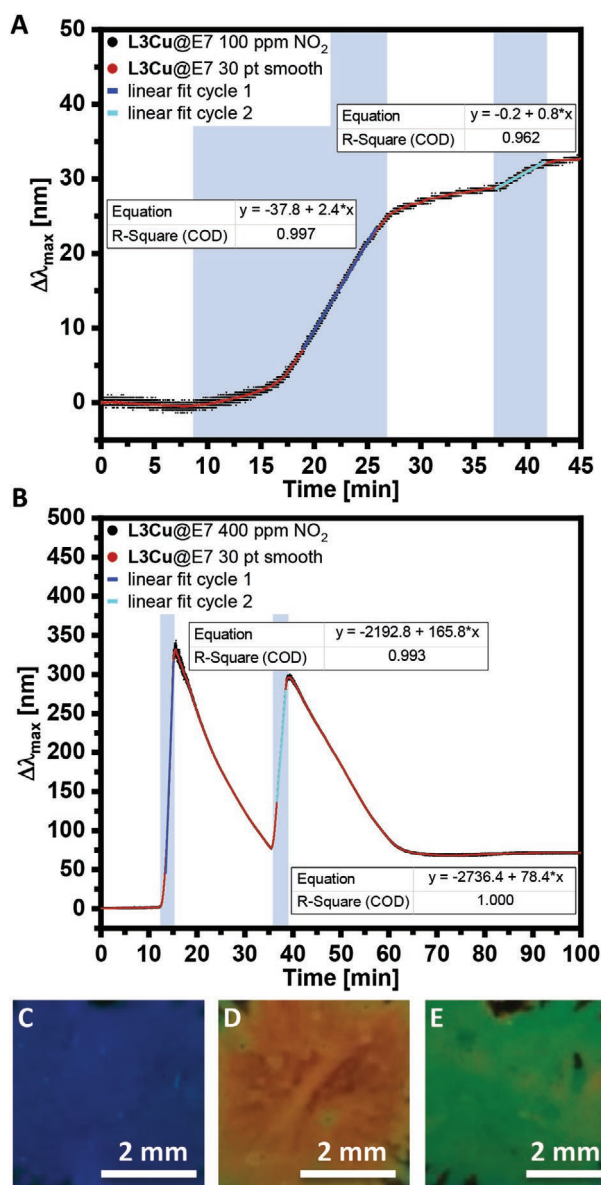 A
50
40
30
20
10
0
Δλmax [nm]
L3Cu@E7 100 ppm NO2
L3Cu@E7 30 pt smooth
linear fit cycle 1
linear fit cycle 2
Equation y = -0.2 + 0.8*x
R-Square (COD) 0.962
Equation y = -37.8 + 2.4*x
R-Square (COD) 0.997
0 5 10 15 20 25 30 35 40 45
Time [min]
B
500
450
400
350
300
250
200
150
100
50
0
Δλmax [nm]
L3Cu@E7 400 ppm NO2
L3Cu@E7 30 pt smooth
linear fit cycle 1
linear fit cycle 2
Equation y = -2192.8 + 165.8*x
R-Square (COD) 0.993
Equation y = -2736.4 + 78.4*x
R-Square (COD) 1.000
0 10 20 30 40 50 60 70 80 90 100
Time [min]
C D E
2 mm 2 mm 2 mm